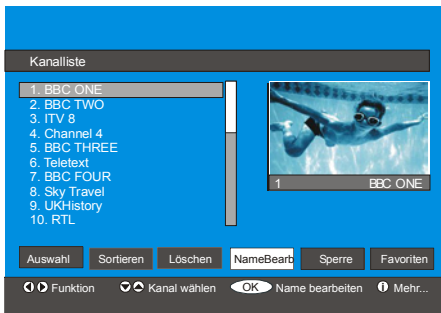 Kanalliste
1. BBC ONE
2. BBC TWO
3. ITV 8
4. Channel 4
5. BBC THREE
6. Teletext
7. BBC FOUR
8. Sky Travel
9. UKHistory
10. RTL
1 BBC ONE
Auswahl Sortieren Löschen NameBearb Sperre Favoriten
Funktion Kanal wählen OK Name bearbeiten i Mehr...